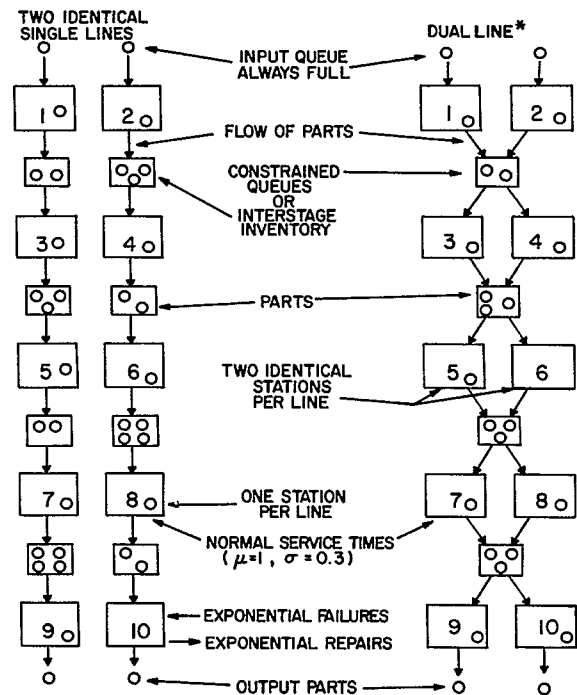 TWO IDENTICAL
SINGLE LINES
INPUT QUEUE
ALWAYS FULL
DUAL LINE*
1
2
1
2
FLOW OF PARTS
CONSTRAINED
QUEUES
OR
INTERSTAGE
INVENTORY
3
4
3
4
PARTS
5
6
TWO IDENTICAL
STATIONS
PER LINE
5
6
7
8
ONE STATION
PER LINE
7
8
NORMAL SERVICE TIMES
(μ=1, σ=0.3)
9
10
EXPONENTIAL FAILURES
EXPONENTIAL REPAIRS
9
10
OUTPUT PARTS